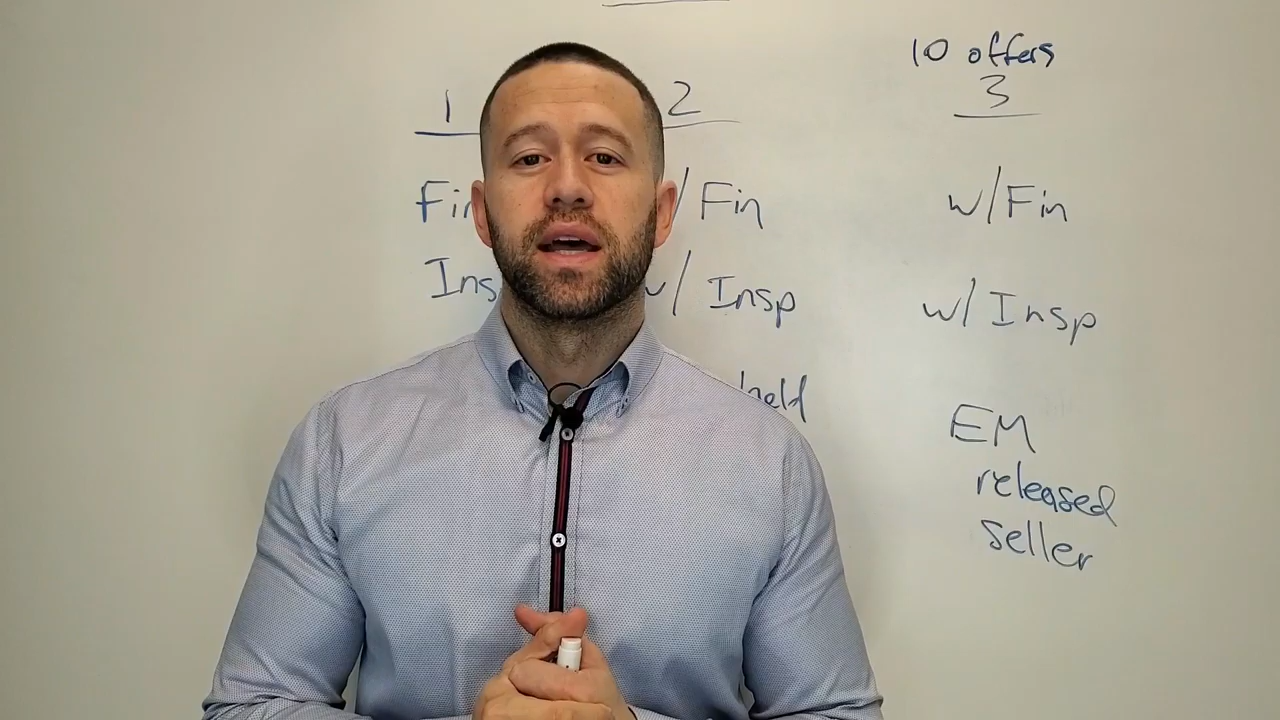 10 offers
1
2
3
Fin
w/ Fin
w/Fin
Ins
w/ Insp
w/ Insp
held
EM
released
seller